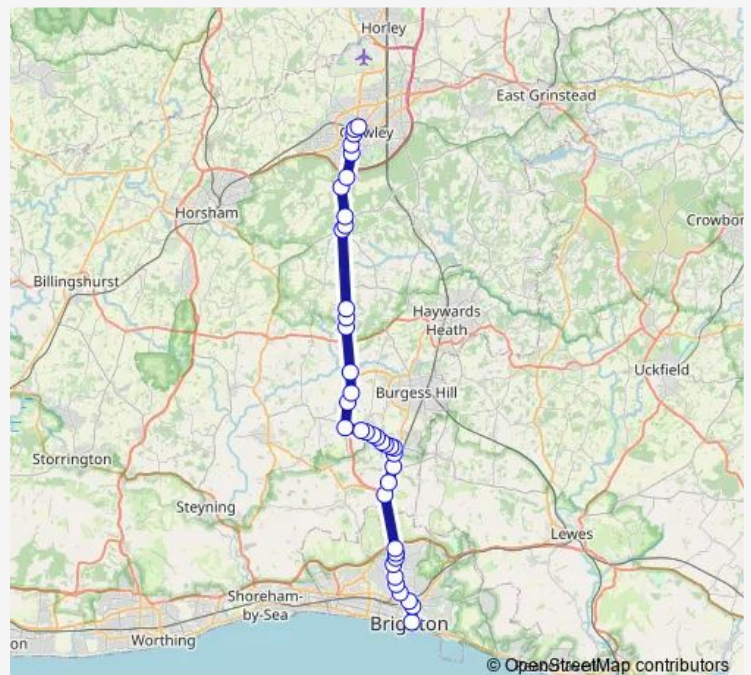 Horley
East Grinstead
Horsham
Crowbor
Billingshurst
Haywards
Heath
Uckfield
Burgess Hill
Storrington
Steyning
Lewes
Shoreham-
by-Sea
on
Worthing
© OpenStreetMap contributors